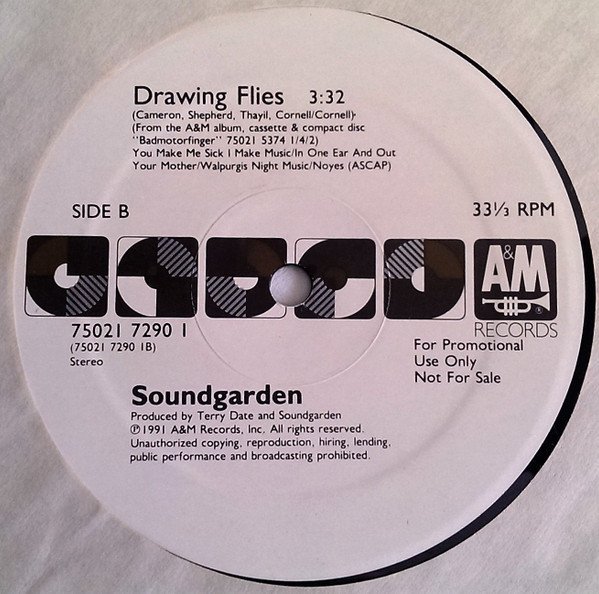 Drawing Flies 3:32
(Cameron, Shepherd, Thayil, Cornell/Cornell)
(From the A&M album, cassette & compact disc
"Badmotorfinger" 75021 5374 1/4/2)
You Make Me Sick I Make Music/In One Ear And Out
Your Mother/Walpurgis Night Music/Noyes (ASCAP)
SIDE B
33⅓ RPM
A&M
RECORDS
75021 7290 1
(75021 7290 1B)
Stereo
For Promotional
Use Only
Not For Sale
Soundgarden
Produced by Terry Date and Soundgarden
℗1991 A&M Records, Inc. All rights reserved.
Unauthorized copying, reproduction, hiring, lending,
public performance and broadcasting prohibited.